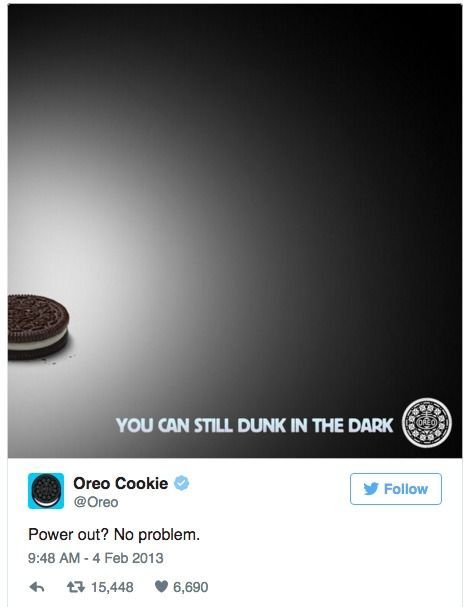 YOU CAN STILL DUNK IN THE DARK
OREO
Oreo Cookie
@Oreo
Follow
Power out? No problem.
9:48 AM - 4 Feb 2013
15,448 6,690